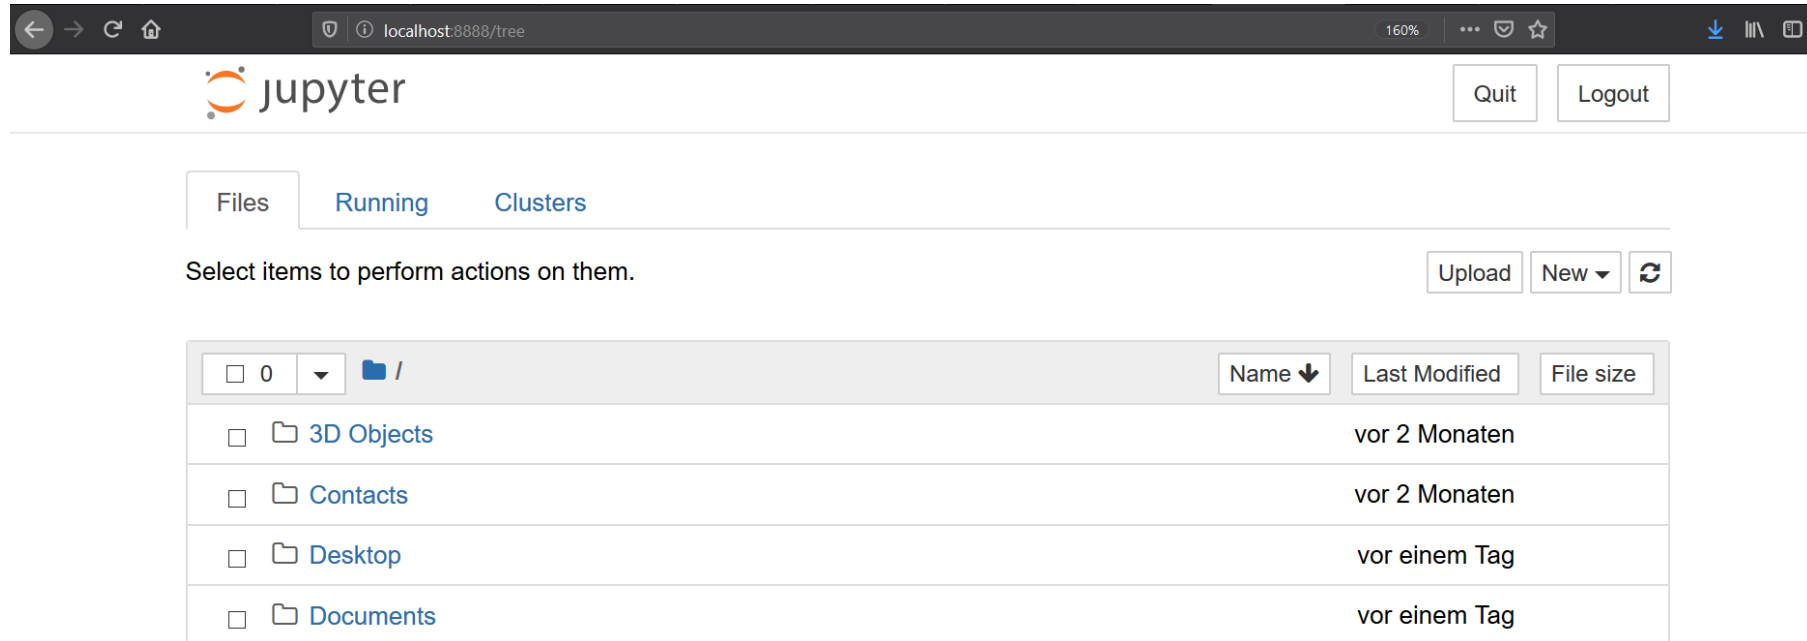 localhost:8888/tree 160%
jupyter Quit Logout
Files Running Clusters
Select items to perform actions on them. Upload New
0 / Name Last Modified File size
3D Objects vor 2 Monaten
Contacts vor 2 Monaten
Desktop vor einem Tag
Documents vor einem Tag